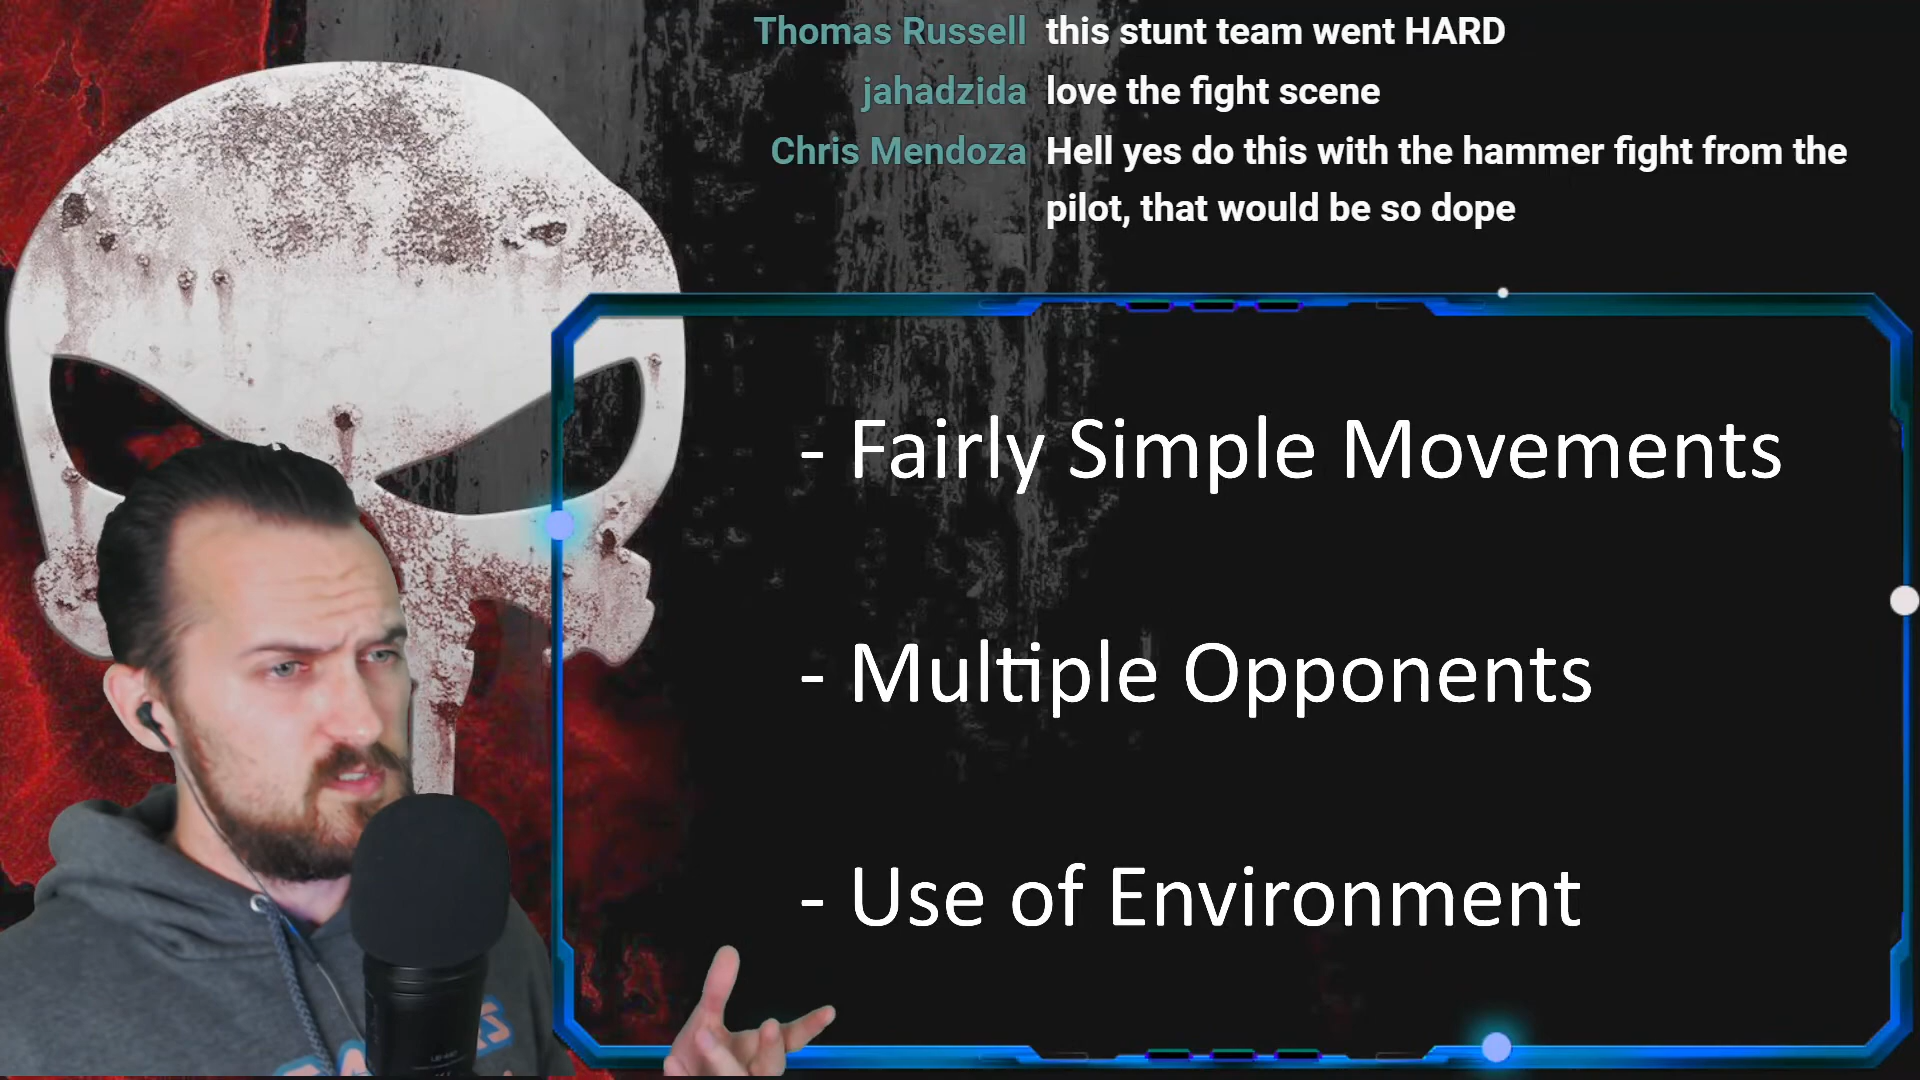 Thomas Russell this stunt team went HARD
jahadzida love the fight scene
Chris Mendoza Hell yes do this with the hammer fight from the
pilot, that would be so dope
- Fairly Simple Movements
- Multiple Opponents
- Use of Environment